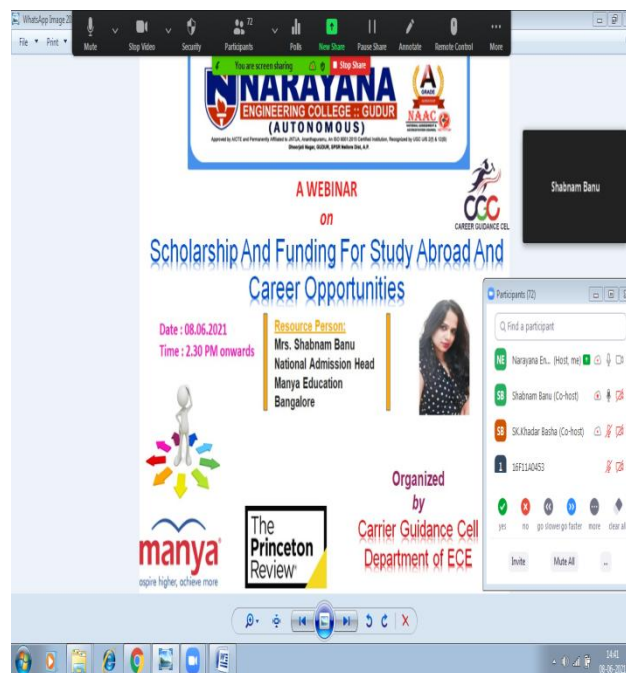 WhatsApp Image 20
File
Print
Mute
Stop Video
Security
72
Participants
Polls
New Share
Pause Share
Annotate
Remote Control
More
You are screen sharing
Stop Share
NARAYANA
ENGINEERING COLLEGE :: GUDUR
(AUTONOMOUS)
A
GRADE
NAAC
A WEBINAR
on
CGC
CAREER GUIDANCE CEL
Scholarship And Funding For Study Abroad And
Career Opportunities
Date : 08.06.2021
Time : 2.30 PM onwards
Resource Person:
Mrs. Shabnam Banu
National Admission Head
Manya Education
Bangalore
Organized
by
Carrier Guidance Cell
Department of ECE
manya
aspire higher, achieve more
The
Princeton
Review
Shabnam Banu
Participants (72)
Find a participant
NE Narayana En... (Host, me)
SB Shabnam Banu (Co-host)
SB SK.Khadar Basha (Co-host)
1 16F11A0453
yes no go slower go faster more clear all
Invite Mute All ...
14:41
08-06-2021